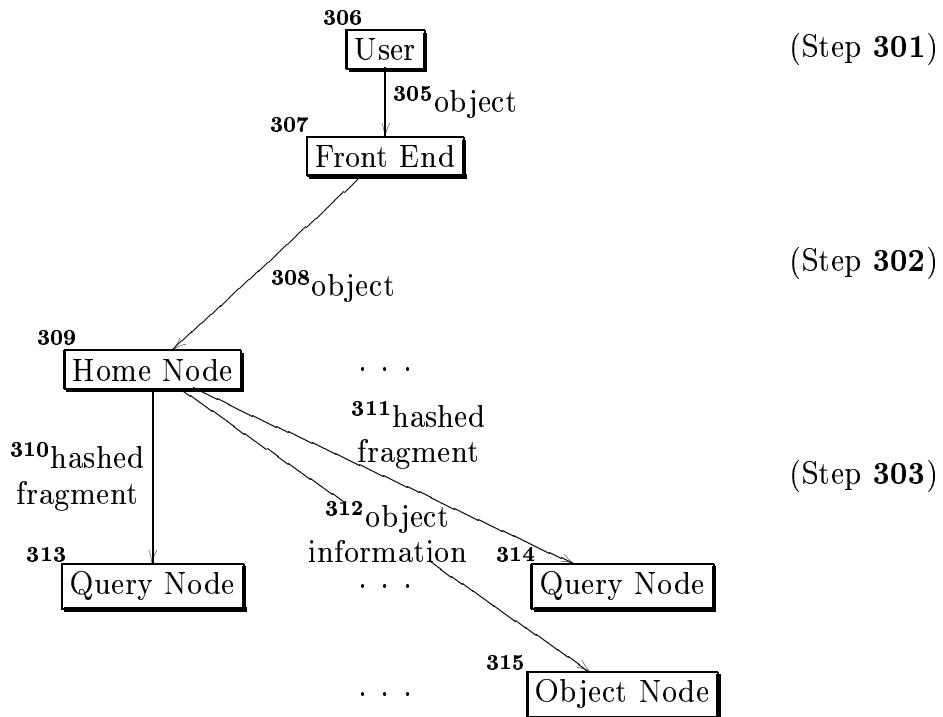 306
User
(Step 301)
305object
307
Front End
308object
(Step 302)
309
Home Node
. . .
311hashed
fragment
310hashed
fragment
(Step 303)
312object
information
313
Query Node
. . .
314
Query Node
. . .
315
Object Node